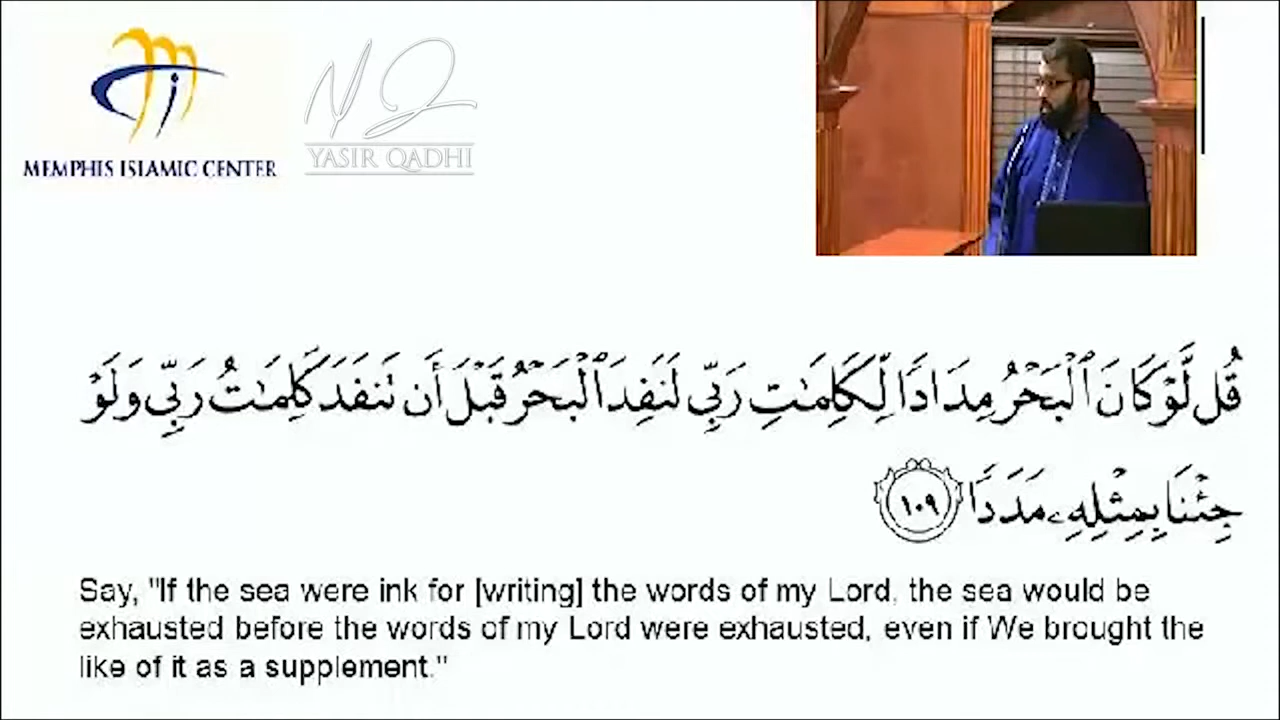 MEMPHIS ISLAMIC CENTER
YASIR QADHI
قُل لَّوْ كَانَ ٱلْبَحْرُ مِدَادًا لِّكَلِمَـٰتِ رَبِّى لَنَفِدَ ٱلْبَحْرُ قَبْلَ أَن تَنفَدَ كَلِمَـٰتُ رَبِّى وَلَوْ
جِئْنَا بِمِثْلِهِۦ مَدَدًا ١٠٩
Say, "If the sea were ink for [writing] the words of my Lord, the sea would be
exhausted before the words of my Lord were exhausted, even if We brought the
like of it as a supplement."